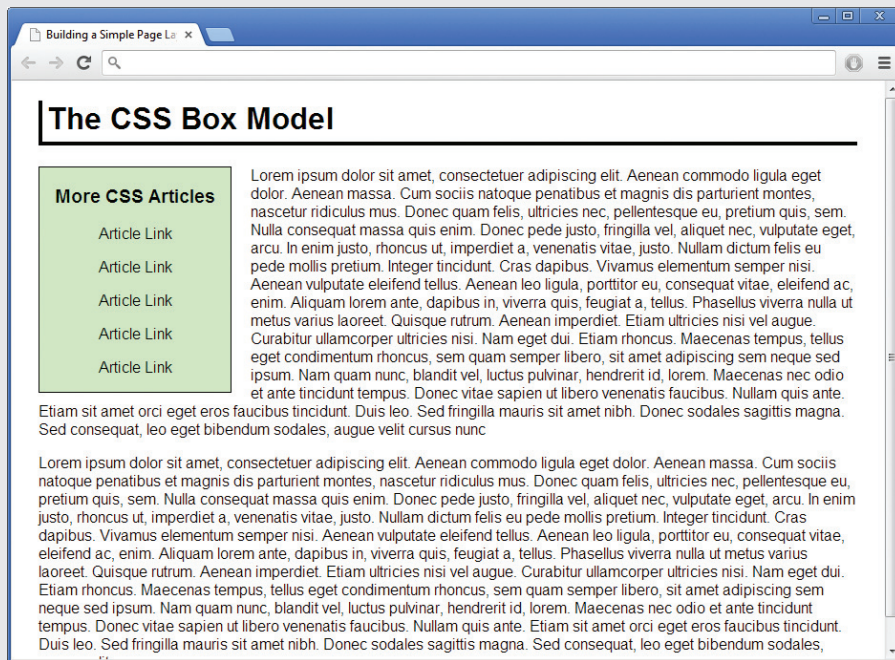 Building a Simple Page La
The CSS Box Model
More CSS Articles
Article Link
Article Link
Article Link
Article Link
Article Link
Lorem ipsum dolor sit amet, consectetuer adipiscing elit. Aenean commodo ligula eget
dolor. Aenean massa. Cum sociis natoque penatibus et magnis dis parturient montes,
nascetur ridiculus mus. Donec quam felis, ultricies nec, pellentesque eu, pretium quis, sem.
Nulla consequat massa quis enim. Donec pede justo, fringilla vel, aliquet nec, vulputate eget,
arcu. In enim justo, rhoncus ut, imperdiet a, venenatis vitae, justo. Nullam dictum felis eu
pede mollis pretium. Integer tincidunt. Cras dapibus. Vivamus elementum semper nisi.
Aenean vulputate eleifend tellus. Aenean leo ligula, porttitor eu, consequat vitae, eleifend ac,
enim. Aliquam lorem ante, dapibus in, viverra quis, feugiat a, tellus. Phasellus viverra nulla ut
metus varius laoreet. Quisque rutrum. Aenean imperdiet. Etiam ultricies nisi vel augue.
Curabitur ullamcorper ultricies nisi. Nam eget dui. Etiam rhoncus. Maecenas tempus, tellus
eget condimentum rhoncus, sem quam semper libero, sit amet adipiscing sem neque sed
ipsum. Nam quam nunc, blandit vel, luctus pulvinar, hendrerit id, lorem. Maecenas nec odio
et ante tincidunt tempus. Donec vitae sapien ut libero venenatis faucibus. Nullam quis ante.
Etiam sit amet orci eget eros faucibus tincidunt. Duis leo. Sed fringilla mauris sit amet nibh. Donec sodales sagittis magna.
Sed consequat, leo eget bibendum sodales, augue velit cursus nunc
Lorem ipsum dolor sit amet, consectetuer adipiscing elit. Aenean commodo ligula eget dolor. Aenean massa. Cum sociis
natoque penatibus et magnis dis parturient montes, nascetur ridiculus mus. Donec quam felis, ultricies nec, pellentesque eu,
pretium quis, sem. Nulla consequat massa quis enim. Donec pede justo, fringilla vel, aliquet nec, vulputate eget, arcu. In enim
justo, rhoncus ut, imperdiet a, venenatis vitae, justo. Nullam dictum felis eu pede mollis pretium. Integer tincidunt. Cras
dapibus. Vivamus elementum semper nisi. Aenean vulputate eleifend tellus. Aenean leo ligula, porttitor eu, consequat vitae,
eleifend ac, enim. Aliquam lorem ante, dapibus in, viverra quis, feugiat a, tellus. Phasellus viverra nulla ut metus varius
laoreet. Quisque rutrum. Aenean imperdiet. Etiam ultricies nisi vel augue. Curabitur ullamcorper ultricies nisi. Nam eget dui.
Etiam rhoncus. Maecenas tempus, tellus eget condimentum rhoncus, sem quam semper libero, sit amet adipiscing sem
neque sed ipsum. Nam quam nunc, blandit vel, luctus pulvinar, hendrerit id, lorem. Maecenas nec odio et ante tincidunt
tempus. Donec vitae sapien ut libero venenatis faucibus. Nullam quis ante. Etiam sit amet orci eget eros faucibus tincidunt.
Duis leo. Sed fringilla mauris sit amet nibh. Donec sodales sagittis magna. Sed consequat, leo eget bibendum sodales,